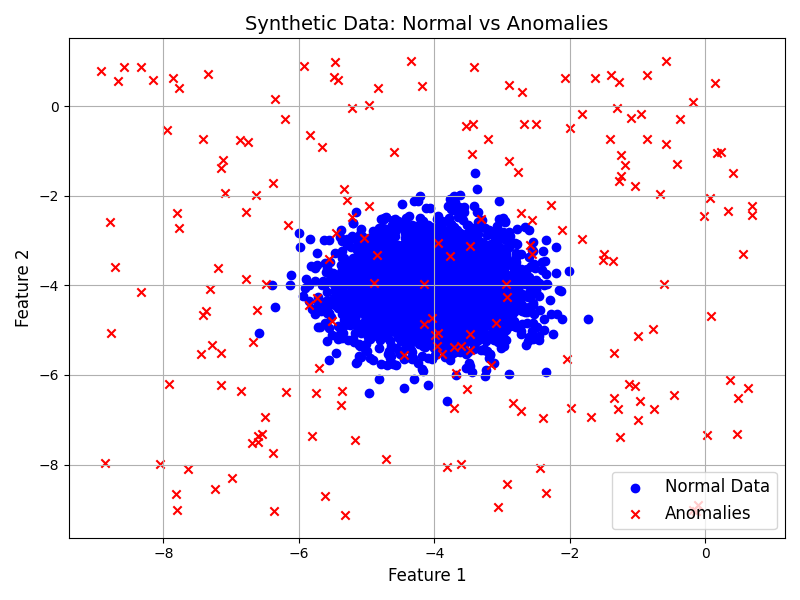 Synthetic Data: Normal vs Anomalies
0
−2
−4
−6
−8
Feature 2
Normal Data
Anomalies
−8
−6
−4
−2
0
Feature 1